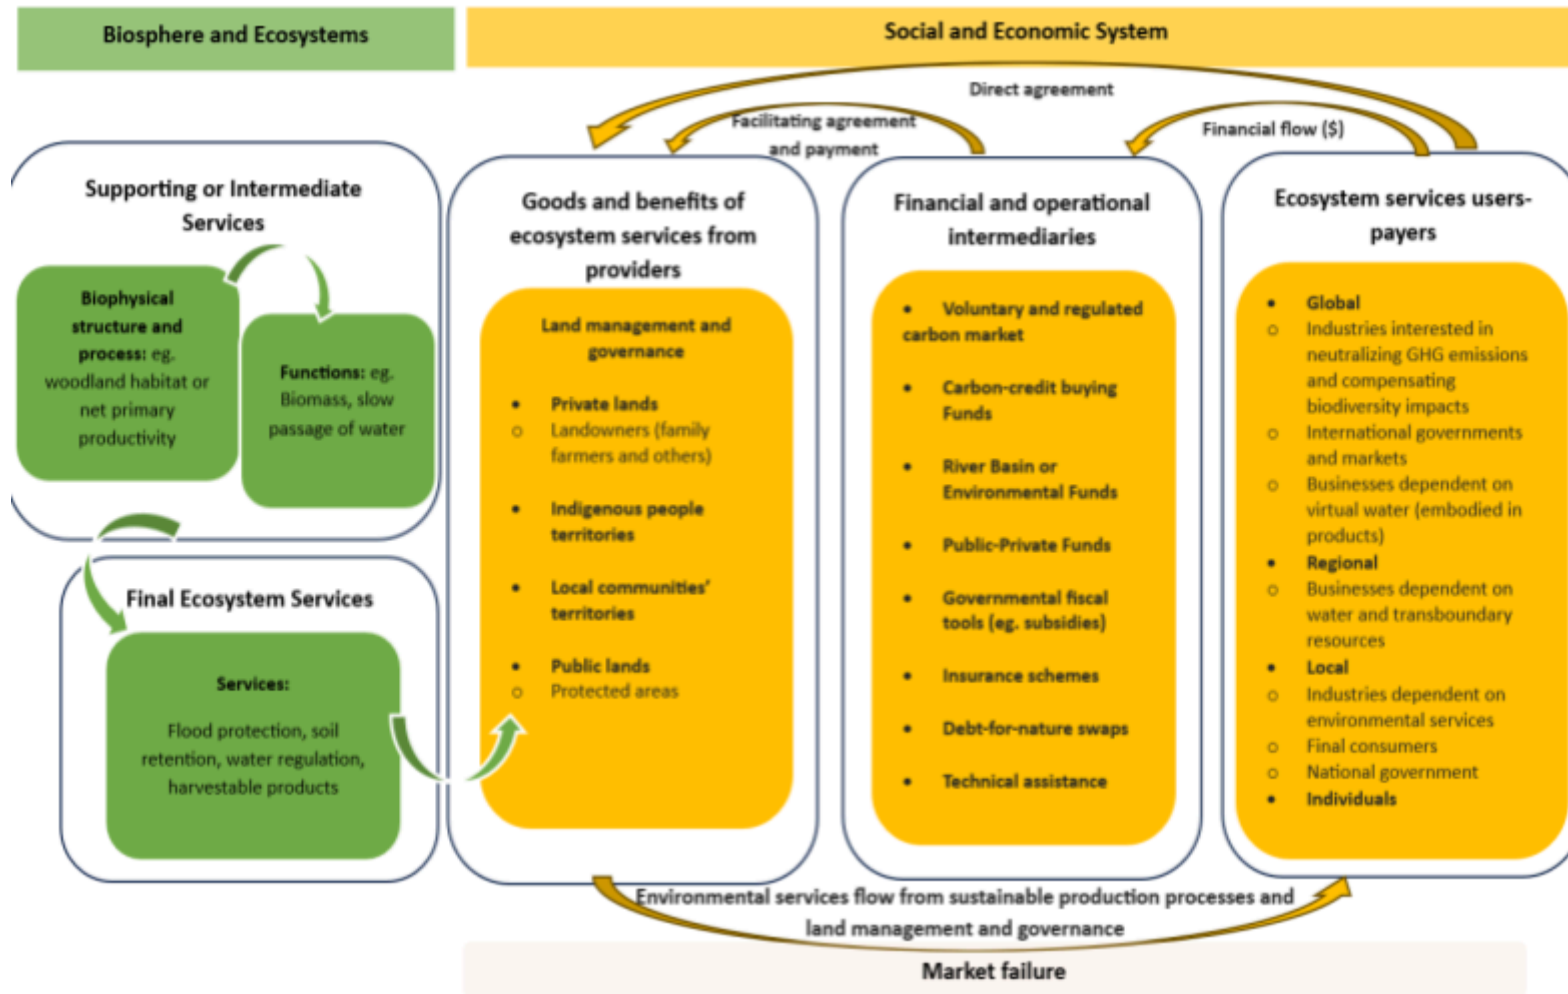 Biosphere and Ecosystems
Social and Economic System
Direct agreement
Facilitating agreement
and payment
Financial flow ($)
Supporting or Intermediate
Services
Biophysical
structure and
process: eg.
woodland habitat or
net primary
productivity
Functions: eg.
Biomass, slow
passage of water
Final Ecosystem Services
Services:
Flood protection, soil
retention, water regulation,
harvestable products
Goods and benefits of
ecosystem services from
providers
Land management and
governance
• Private lands
○ Landowners (family
farmers and others)
• Indigenous people
territories
• Local communities'
territories
• Public lands
○ Protected areas
Financial and operational
intermediaries
• Voluntary and regulated
carbon market
• Carbon-credit buying
Funds
• River Basin or
Environmental Funds
• Public-Private Funds
• Governmental fiscal
tools (eg. subsidies)
• Insurance schemes
• Debt-for-nature swaps
• Technical assistance
Ecosystem services users-
payers
• Global
○ Industries interested in
neutralizing GHG emissions
and compensating
biodiversity impacts
○ International governments
and markets
○ Businesses dependent on
virtual water (embodied in
products)
• Regional
○ Businesses dependent on
water and transboundary
resources
• Local
○ Industries dependent on
environmental services
○ Final consumers
○ National government
• Individuals
Environmental services flow from sustainable production processes and
land management and governance
Market failure